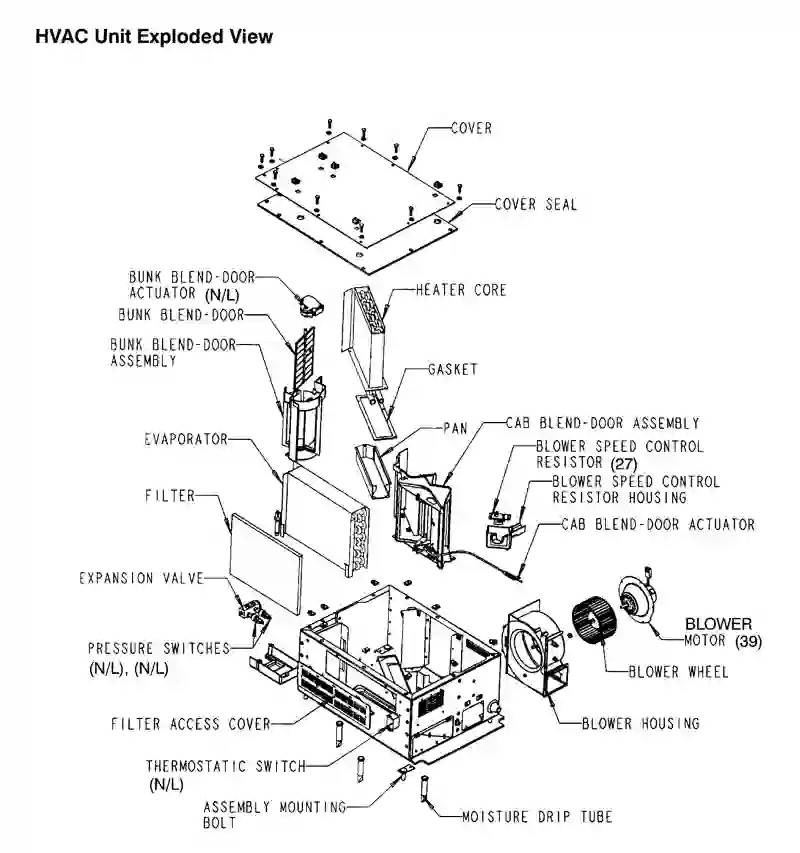 HVAC Unit Exploded View
COVER
COVER SEAL
BUNK BLEND-DOOR
ACTUATOR (N/L)
HEATER CORE
BUNK BLEND-DOOR
BUNK BLEND-DOOR
ASSEMBLY
GASKET
PAN
CAB BLEND-DOOR ASSEMBLY
EVAPORATOR
BLOWER SPEED CONTROL
RESISTOR (27)
BLOWER SPEED CONTROL
RESISTOR HOUSING
FILTER
CAB BLEND-DOOR ACTUATOR
EXPANSION VALVE
BLOWER
MOTOR (39)
PRESSURE SWITCHES
(N/L), (N/L)
BLOWER WHEEL
FILTER ACCESS COVER
BLOWER HOUSING
THERMOSTATIC SWITCH
(N/L)
ASSEMBLY MOUNTING
BOLT
MOISTURE DRIP TUBE